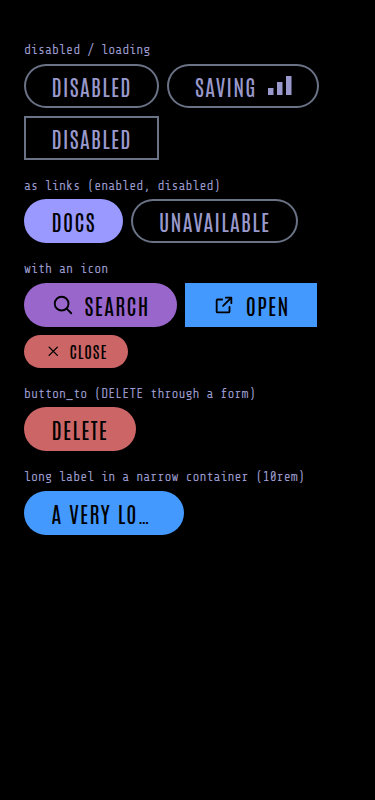 disabled / loading
DISABLED SAVING
DISABLED
as links (enabled, disabled)
DOCS UNAVAILABLE
with an icon
SEARCH OPEN
CLOSE
button_to (DELETE through a form)
DELETE
long label in a narrow container (10rem)
A VERY LO…